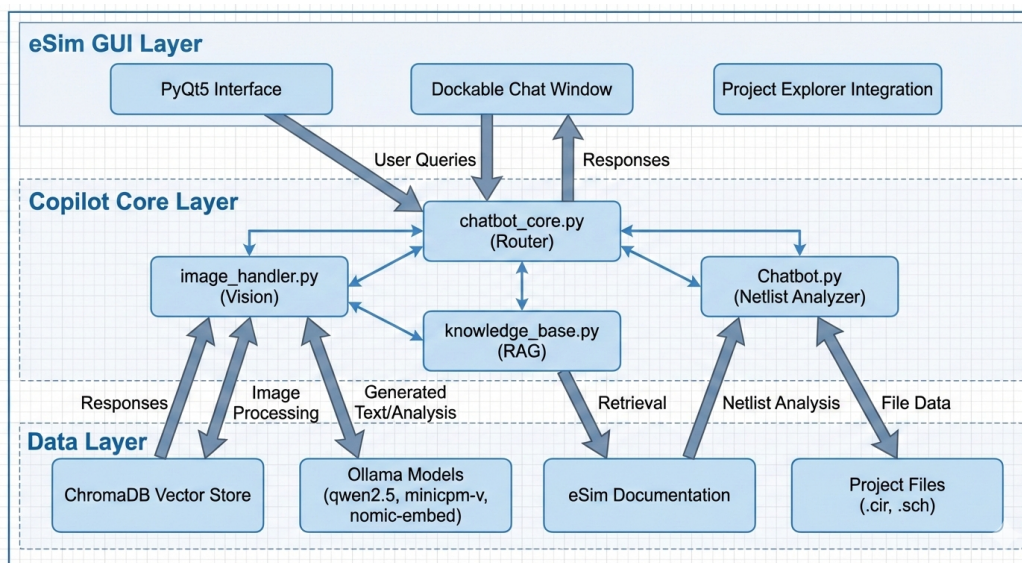 eSim GUI Layer
PyQt5 Interface
Dockable Chat Window
Project Explorer Integration
User Queries
Responses
Copilot Core Layer
chatbot_core.py
(Router)
image_handler.py
(Vision)
Chatbot.py
(Netlist Analyzer)
knowledge_base.py
(RAG)
Responses
Image
Processing
Generated
Text/Analysis
Retrieval
Netlist Analysis
File Data
Data Layer
ChromaDB Vector Store
Ollama Models
(qwen2.5, minicpm-v,
nomic-embed)
eSim Documentation
Project Files
(.cir, .sch)